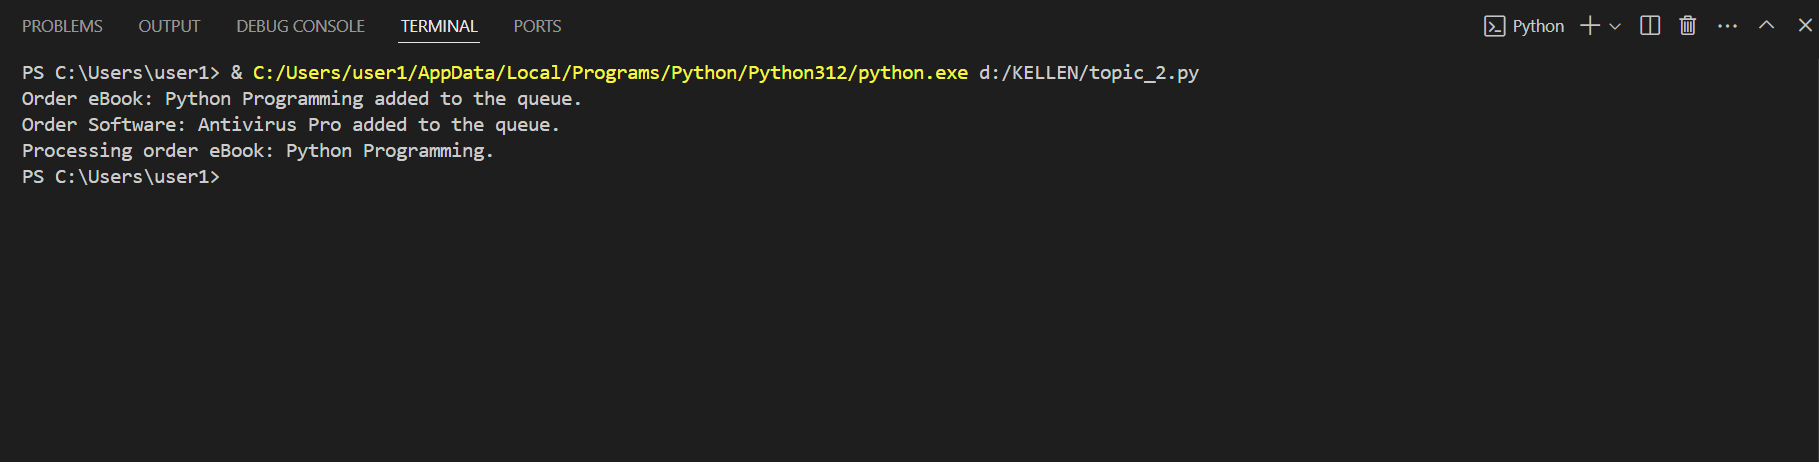 PROBLEMS OUTPUT DEBUG CONSOLE TERMINAL PORTS Python
PS C:\Users\user1> & C:/Users/user1/AppData/Local/Programs/Python/Python312/python.exe d:/KELLEN/topic_2.py
Order eBook: Python Programming added to the queue.
Order Software: Antivirus Pro added to the queue.
Processing order eBook: Python Programming.
PS C:\Users\user1>